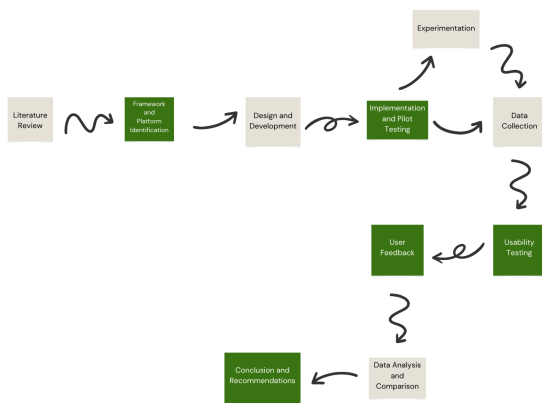 Experimentation
Literature
Review
Framework
and
Platform
Identification
Design and
Development
Implementation
and Pilot
Testing
Data
Collection
User
Feedback
Usability
Testing
Data Analysis
and
Comparison
Conclusion and
Recommendations